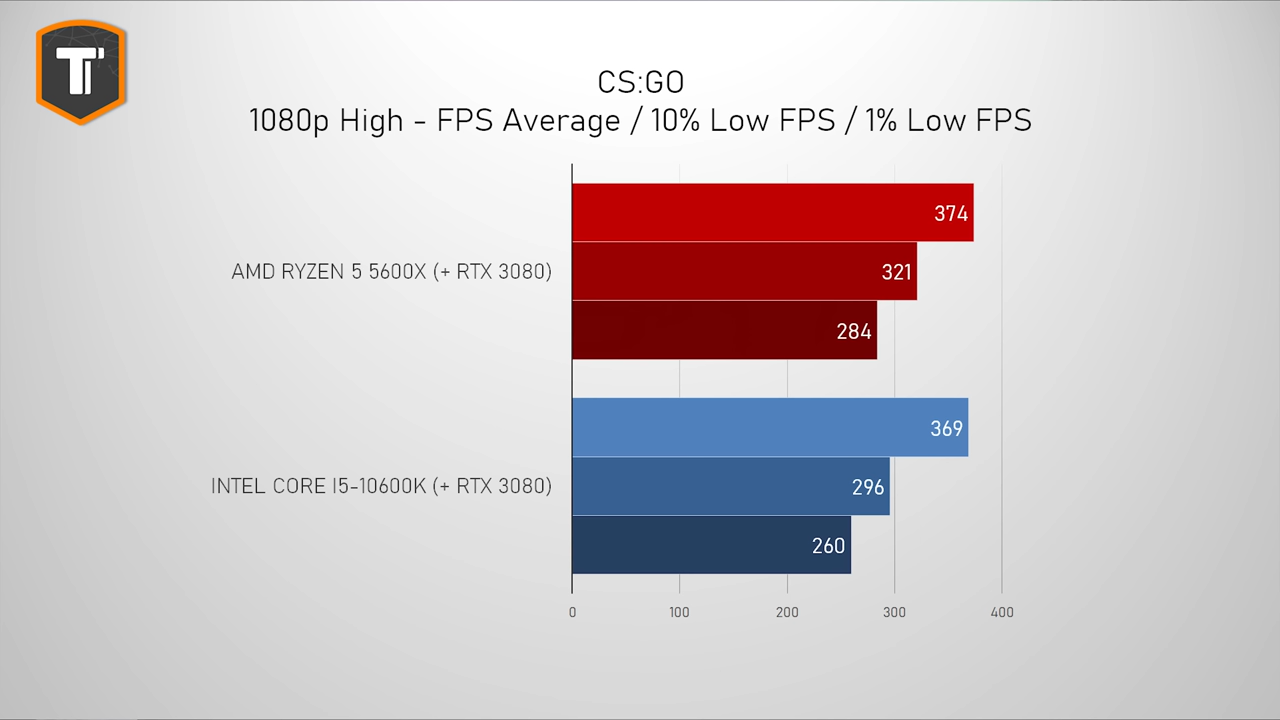 CS:GO
1080p High - FPS Average / 10% Low FPS / 1% Low FPS
374
AMD RYZEN 5 5600X (+ RTX 3080)
321
284
369
INTEL CORE I5-10600K (+ RTX 3080)
296
260
0 100 200 300 400